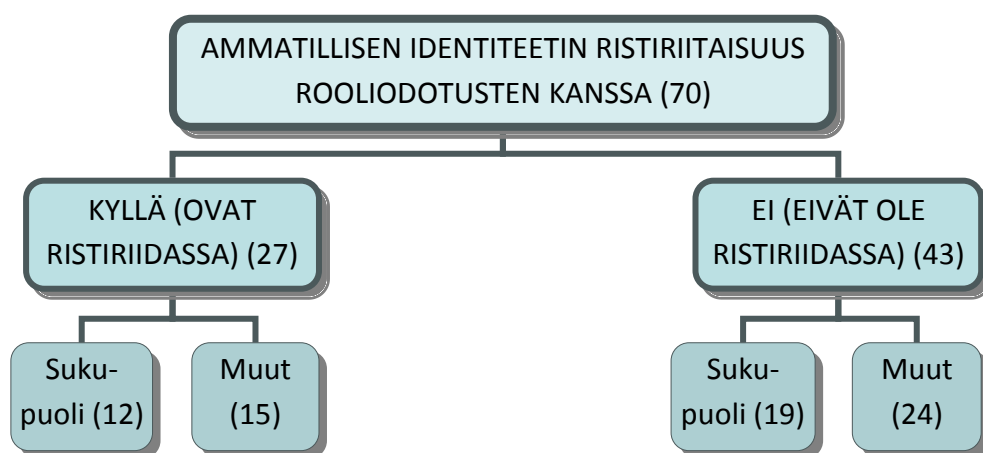 AMMATILLISEN IDENTITEETIN RISTIRIITAISUUS
ROOLIODOTUSTEN KANSSA (70)
KYLLÄ (OVAT
RISTIRIIDASSA) (27)
EI (EIVÄT OLE
RISTIRIIDASSA) (43)
Suku-
puoli (12)
Muut
(15)
Suku-
puoli (19)
Muut
(24)